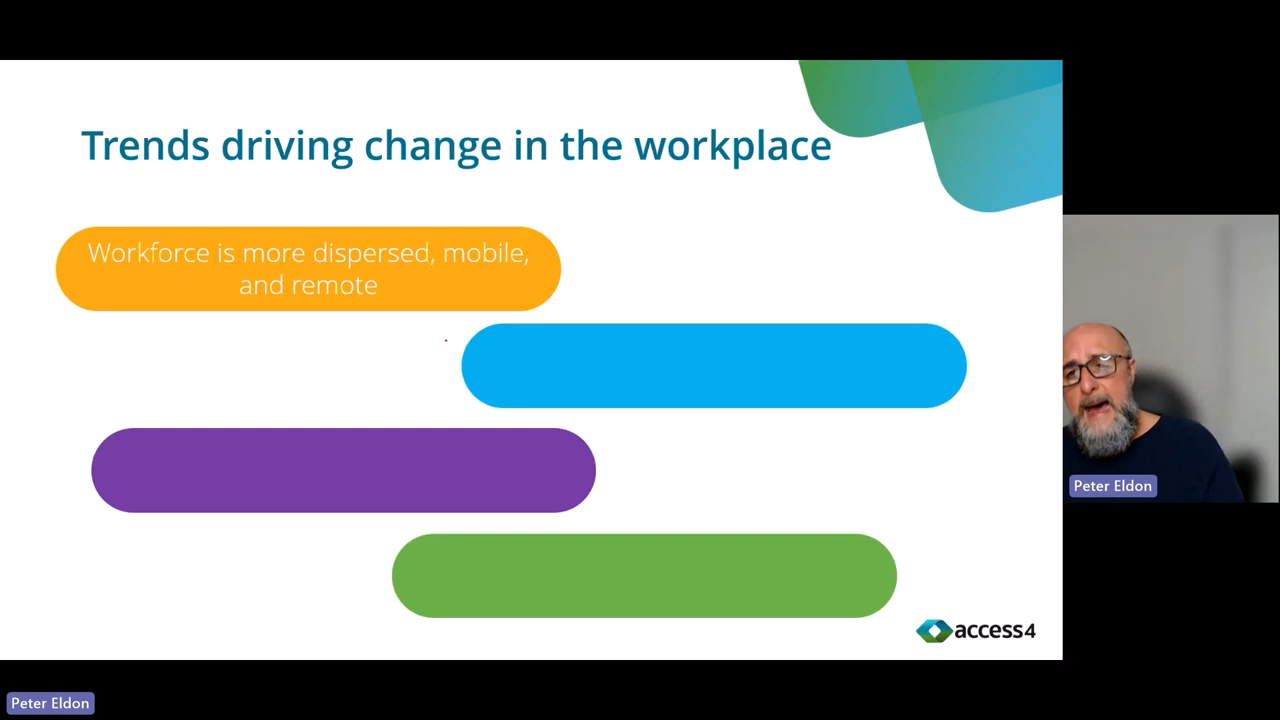 Trends driving change in the workplace
Workforce is more dispersed, mobile,
and remote
access4
Peter Eldon
Peter Eldon